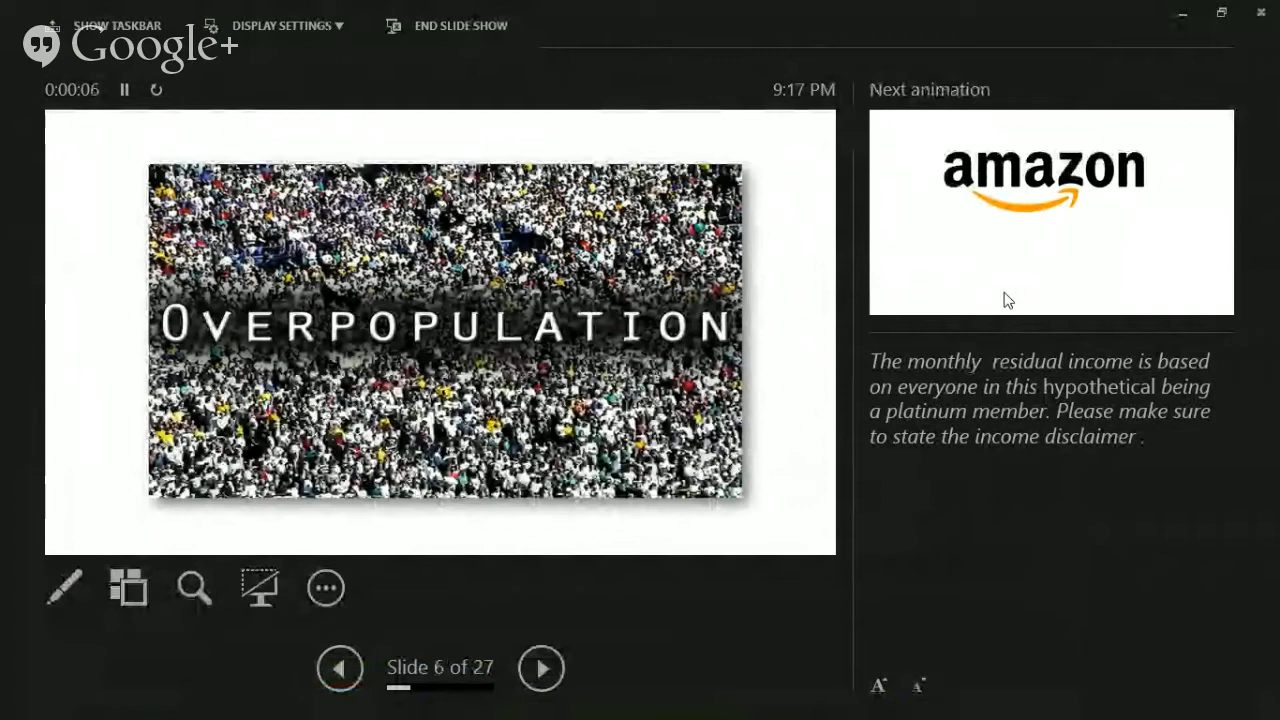 SHOW TASKBAR
DISPLAY SETTINGS
END SLIDE SHOW
Google+
0:00:06
9:17 PM
Next animation
OVERPOPULATION
amazon
The monthly residual income is based
on everyone in this hypothetical being
a platinum member. Please make sure
to state the income disclaimer .
Slide 6 of 27
A
A